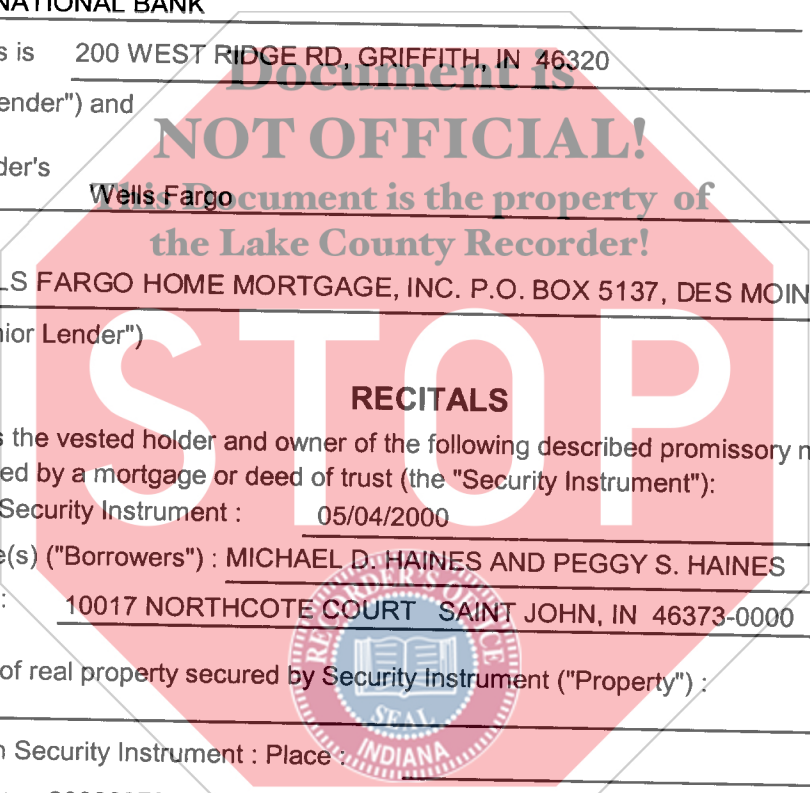 NATIONAL BANK
s is 200 WEST RIDGE RD, GRIFFITH, IN 46320
Document is
ender") and
NOT OFFICIAL!
der's
Wells Fargo
This Document is the property of
the Lake County Recorder!
LS FARGO HOME MORTGAGE, INC. P.O. BOX 5137, DES MOIN
nior Lender")
STOP
RECITALS
s the vested holder and owner of the following described promissory n
ed by a mortgage or deed of trust (the "Security Instrument"):
Security Instrument : 05/04/2000
e(s) ("Borrowers") : MICHAEL D. HAINES AND PEGGY S. HAINES
: 10017 NORTHCOTE COURT SAINT JOHN, IN 46373-0000
RECORDER'S OFFICE
of real property secured by Security Instrument ("Property") :
SEAL
INDIANA
n Security Instrument : Place :